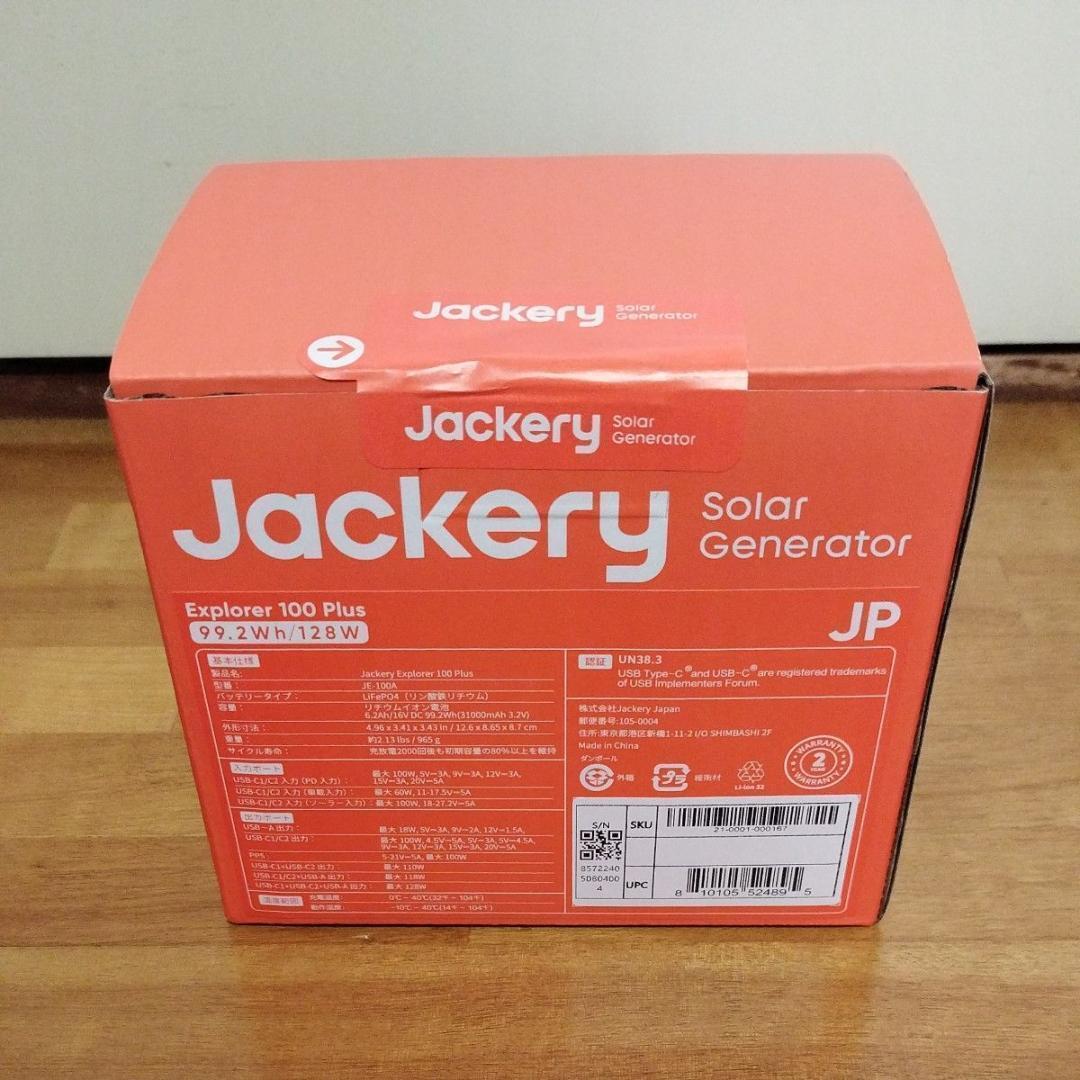 Jackery Solar Generator
Jackery Solar Generator
Jackery Solar Generator
Explorer 100 Plus
99.2Wh/128W
JP
基本仕様
製品名: Jackery Explorer 100 Plus
型番: JE-100A
バッテリータイプ: LiFePO4（リン酸鉄リチウム）
容量: リチウムイオン電池
6.2Ah/16V DC 99.2Wh(31000mAh 3.2V)
外形寸法: 4.96 x 3.41 x 3.43 in / 12.6 x 8.65 x 8.7 cm
重量: 約2.13 lbs / 965 g
サイクル寿命: 充放電2000回後も初期容量の80%以上を維持
入力ポート
USB-C1/C2 入力 (PD入力): 最大 100W, 5V⎓3A, 9V⎓3A, 12V⎓3A,
15V⎓3A, 20V⎓5A
USB-C1/C2 入力 (車載入力): 最大 60W, 11-17.5V⎓5A
USB-C1/C2 入力 (ソーラー入力): 最大 100W, 18-27.2V⎓5A
出力ポート
USB-A 出力: 最大 18W, 5V⎓3A, 9V⎓2A, 12V⎓1.5A,
USB-C1/C2 出力: 最大 100W, 4.5V⎓5A, 5V⎓3A, 5V⎓4.5A,
9V⎓3A, 12V⎓3A, 15V⎓3A, 20V⎓5A
PPS: 5-21V⎓5A, 最大 100W
USB-C1+USB-C2 出力: 最大 110W
USB-C1/C2+USB-A 出力: 最大 118W
USB-C1+USB-C2+USB-A 出力: 最大 128W
温度範囲 充電温度: 0℃ ~ 40℃(32℉ ~ 104℉)
動作温度: -10℃ ~ 40℃(14℉ ~ 104℉)
認証 UN38.3
USB Type-C® and USB-C® are registered trademarks
of USB Implementers Forum.
株式会社Jackery Japan
郵便番号:105-0004
住所:東京都港区新橋1-11-2 I/O SHIMBASHI 2F
Made in China
ダンボール
外箱
プラ
緩衝材
Li-ion 32
WARRANTY
2
YEARS
WARRANTY
S/N
8572240
5080400
4
SKU
21-0001-000167
UPC
8 10105 52489 5